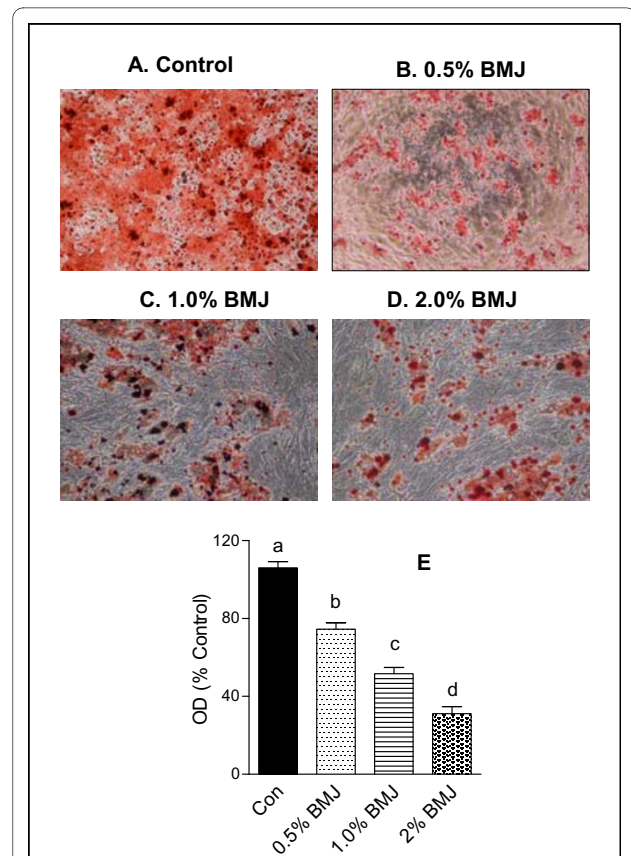 A. Control
B. 0.5% BMJ
C. 1.0% BMJ
D. 2.0% BMJ
E
OD (% Control)
120
80
40
0
a
b
c
d
Con
0.5% BMJ
1.0% BMJ
2% BMJ